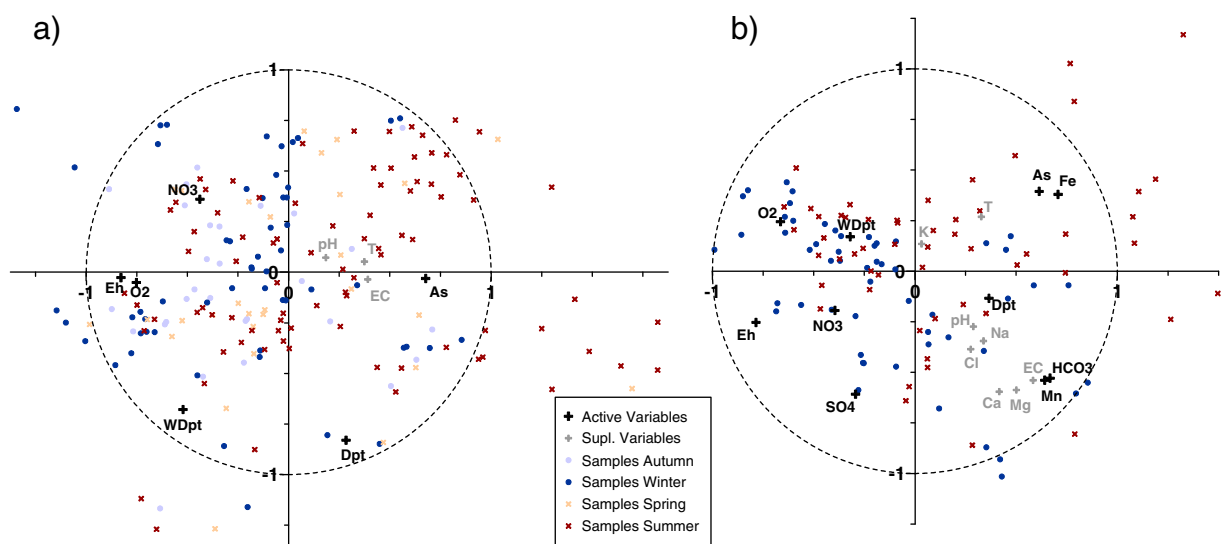 a)
1
NO3
pH
T
EC
As
Eh
O2
-1
0
1
WDpt
Dpt
-1
b)
1
As
Fe
T
O2
WDpt
K
-1
0
1
Dpt
NO3
pH
Na
Eh
Cl
EC
HCO3
Mn
Ca
Mg
SO4
-1
Active Variables
Supl. Variables
Samples Autumn
Samples Winter
Samples Spring
Samples Summer